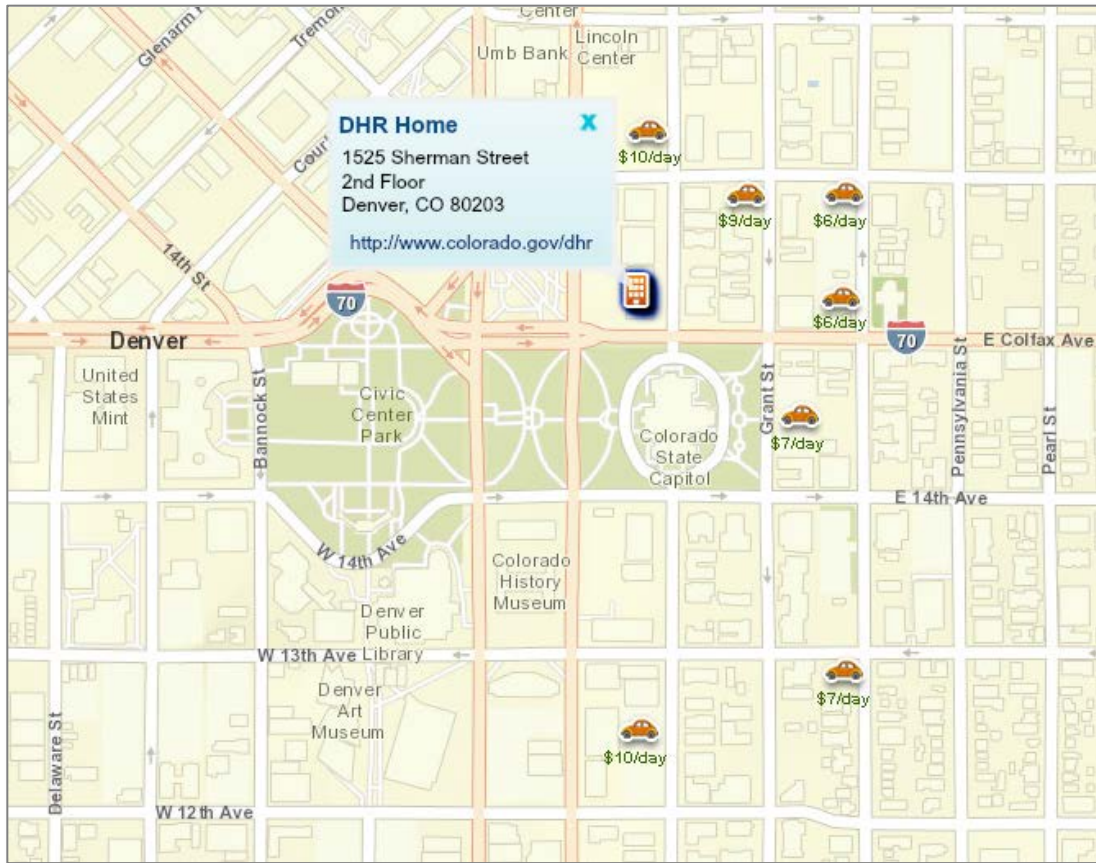 Center
Glenarm
Tremon
Umb Bank
Lincoln
Center
DHR Home
X
1525 Sherman Street
2nd Floor
Denver, CO 80203
http://www.colorado.gov/dhr
Cour
$10/day
$9/day
$6/day
14th St
70
$6/day
70
Denver
E Colfax Ave
United
States
Mint
Bannock St
Civic
Center
Park
Colorado
State
Capitol
Grant St
$7/day
Pennsylvania St
Pearl St
E 14th Ave
W 14th Ave
Colorado
History
Museum
Denver
Public
Library
W 13th Ave
Denver
Art
Museum
$7/day
$10/day
Delaware St
W 12th Ave